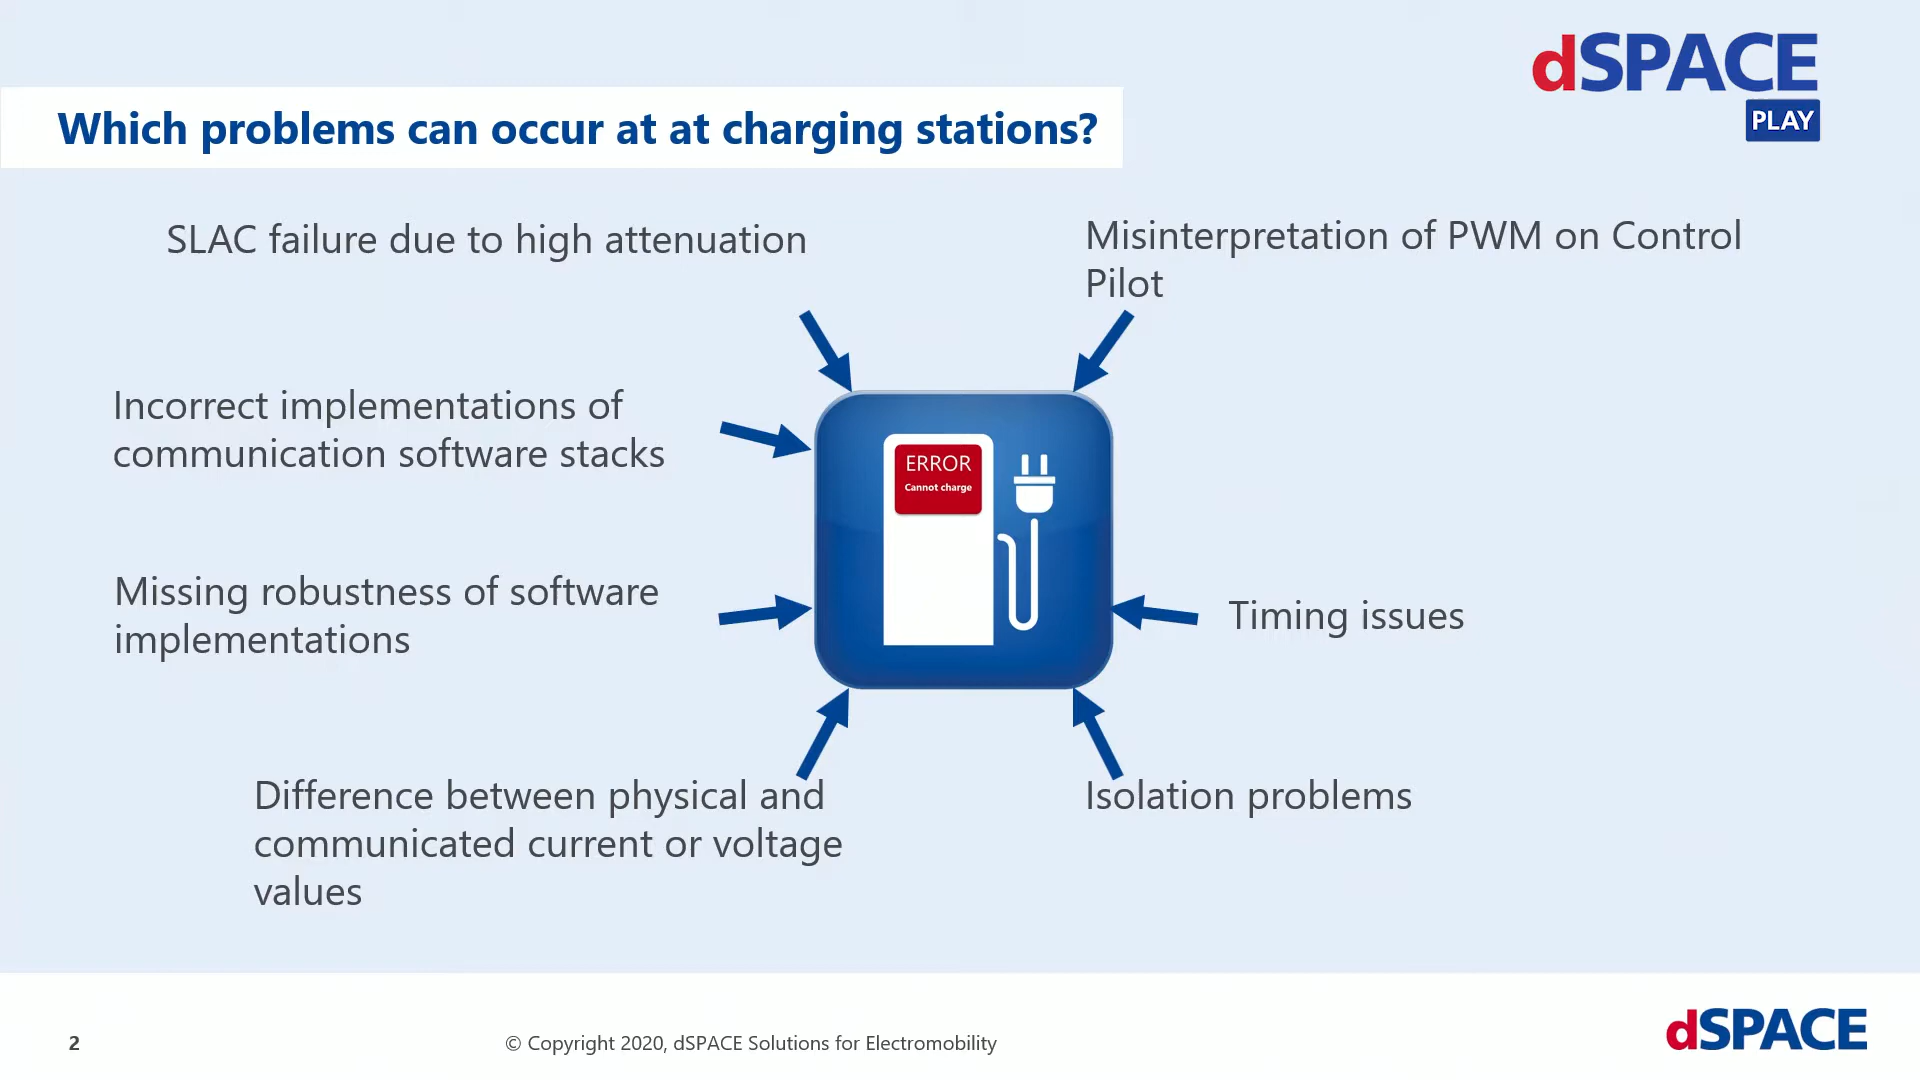 dSPACE
PLAY
Which problems can occur at at charging stations?
SLAC failure due to high attenuation
Misinterpretation of PWM on Control
Pilot
Incorrect implementations of
communication software stacks
ERROR
Cannot charge
Missing robustness of software
implementations
Timing issues
Difference between physical and
communicated current or voltage
values
Isolation problems
2
© Copyright 2020, dSPACE Solutions for Electromobility
dSPACE